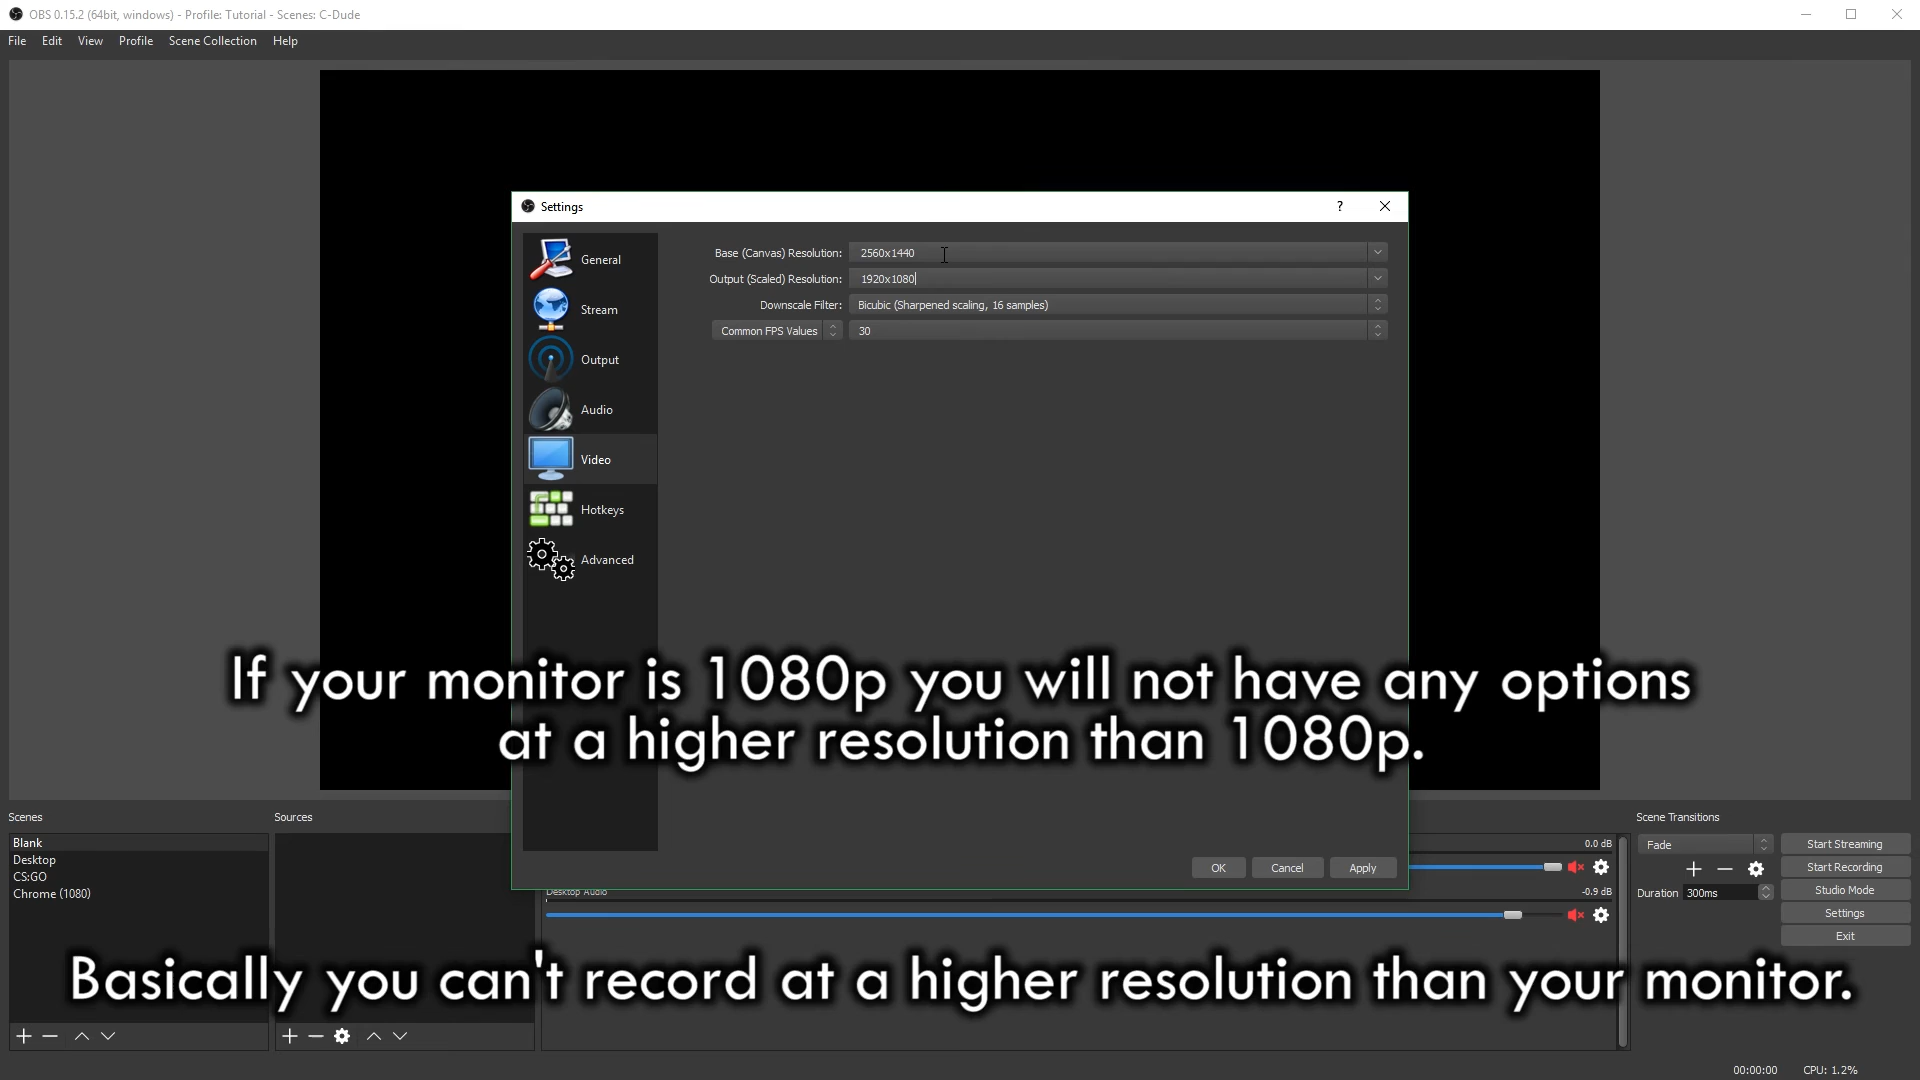 OBS 0.15.2 (64bit, windows) - Profile: Tutorial - Scenes: C-Dude
File Edit View Profile Scene Collection Help
Settings
?
General
Stream
Output
Audio
Video
Hotkeys
Advanced
Base (Canvas) Resolution: 2560x1440
Output (Scaled) Resolution: 1920x1080
Downscale Filter: Bicubic (Sharpened scaling, 16 samples)
Common FPS Values 30
If your monitor is 1080p you will not have any options
at a higher resolution than 1080p.
OK Cancel Apply
Scenes
Blank
Desktop
CS:GO
Chrome (1080)
Sources
0.0 dB
Desktop Audio -0.9 dB
Scene Transitions
Fade
Duration 300ms
Start Streaming
Start Recording
Studio Mode
Settings
Exit
Basically you can't record at a higher resolution than your monitor.
00:00:00 CPU: 1.2%